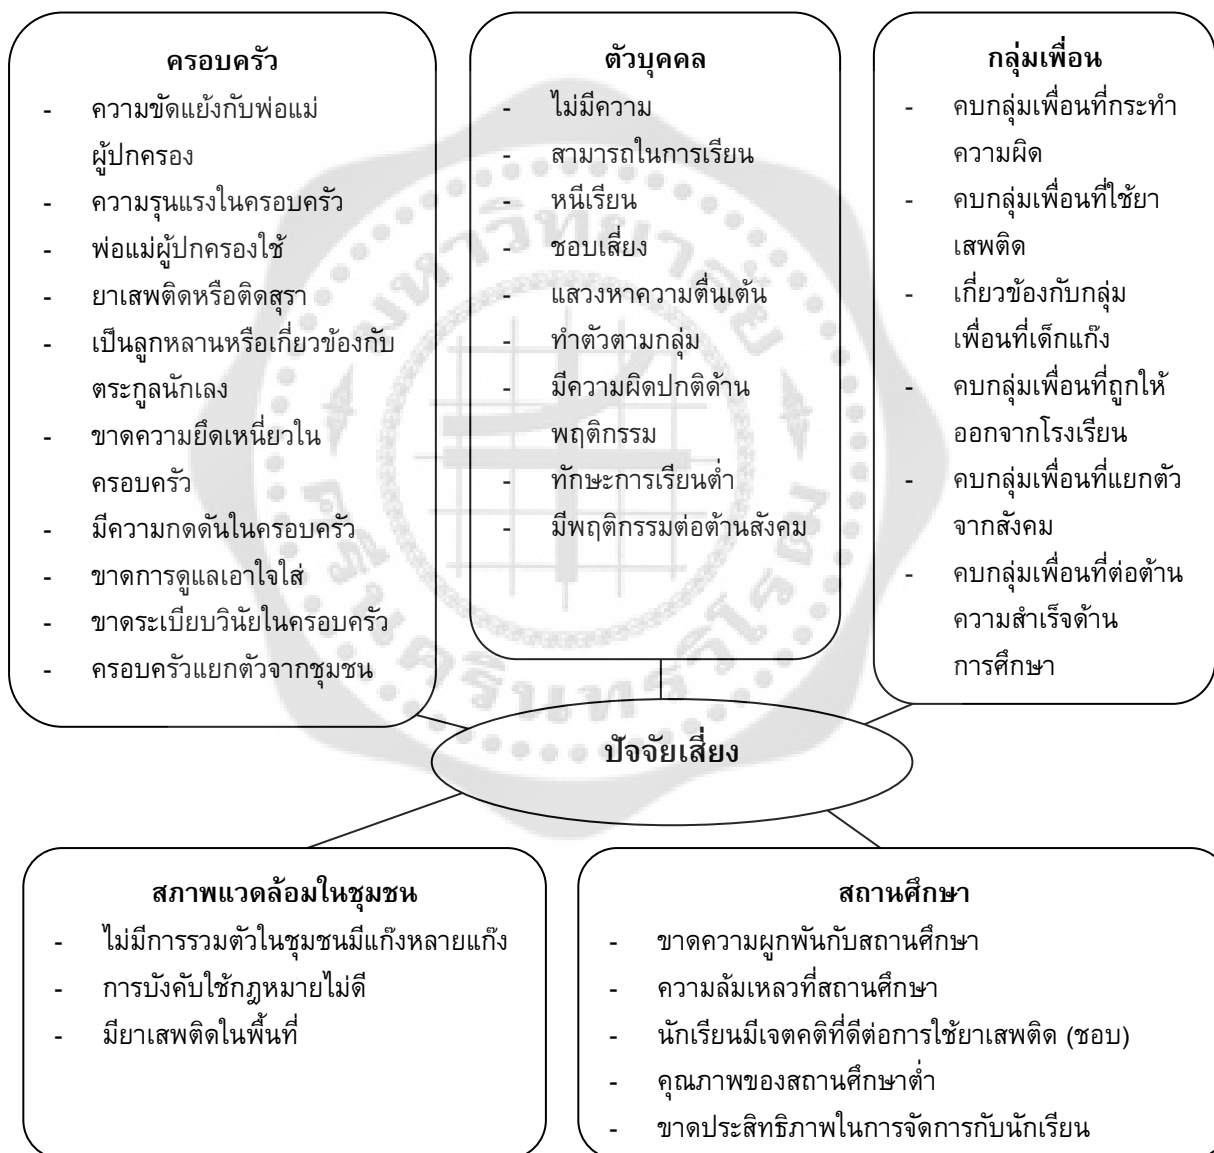 ครอบครัว
- ความขัดแย้งกับพ่อแม่
ผู้ปกครอง
- ความรุนแรงในครอบครัว
- พ่อแม่ผู้ปกครองใช้
- ยาเสพติดหรือติดสุรา
- เป็นลูกหลานหรือเกี่ยวข้องกับ
ตระกูลนักเลง
- ขาดความยึดเหนี่ยวใน
ครอบครัว
- มีความกดดันในครอบครัว
- ขาดการดูแลเอาใจใส่
- ขาดระเบียบวินัยในครอบครัว
- ครอบครัวแยกตัวจากชุมชน
ตัวบุคคล
- ไม่มีความ
- สามารถในการเรียน
- หนีเรียน
- ชอบเสี่ยง
- แสวงหาความตื่นเต้น
- ทำตัวตามกลุ่ม
- มีความผิดปกติด้าน
พฤติกรรม
- ทักษะการเรียนต่ำ
- มีพฤติกรรมต่อต้านสังคม
กลุ่มเพื่อน
- คบกลุ่มเพื่อนที่กระทำ
ความผิด
- คบกลุ่มเพื่อนที่ใช้ยา
เสพติด
- เกี่ยวข้องกับกลุ่ม
เพื่อนที่เด็กแก๊ง
- คบกลุ่มเพื่อนที่ถูกให้
ออกจากโรงเรียน
- คบกลุ่มเพื่อนที่แยกตัว
จากสังคม
- คบกลุ่มเพื่อนที่ต่อต้าน
ความสำเร็จด้าน
การศึกษา
ปัจจัยเสี่ยง
สภาพแวดล้อมในชุมชน
- ไม่มีการรวมตัวในชุมชนมีแก๊งหลายแก๊ง
- การบังคับใช้กฎหมายไม่ดี
- มียาเสพติดในพื้นที่
สถานศึกษา
- ขาดความผูกพันกับสถานศึกษา
- ความล้มเหลวที่สถานศึกษา
- นักเรียนมีเจตคติที่ดีต่อการใช้ยาเสพติด (ชอบ)
- คุณภาพของสถานศึกษาต่ำ
- ขาดประสิทธิภาพในการจัดการกับนักเรียน
มหาวิทยาลัย
ศรีนครินทรวิโรฒ